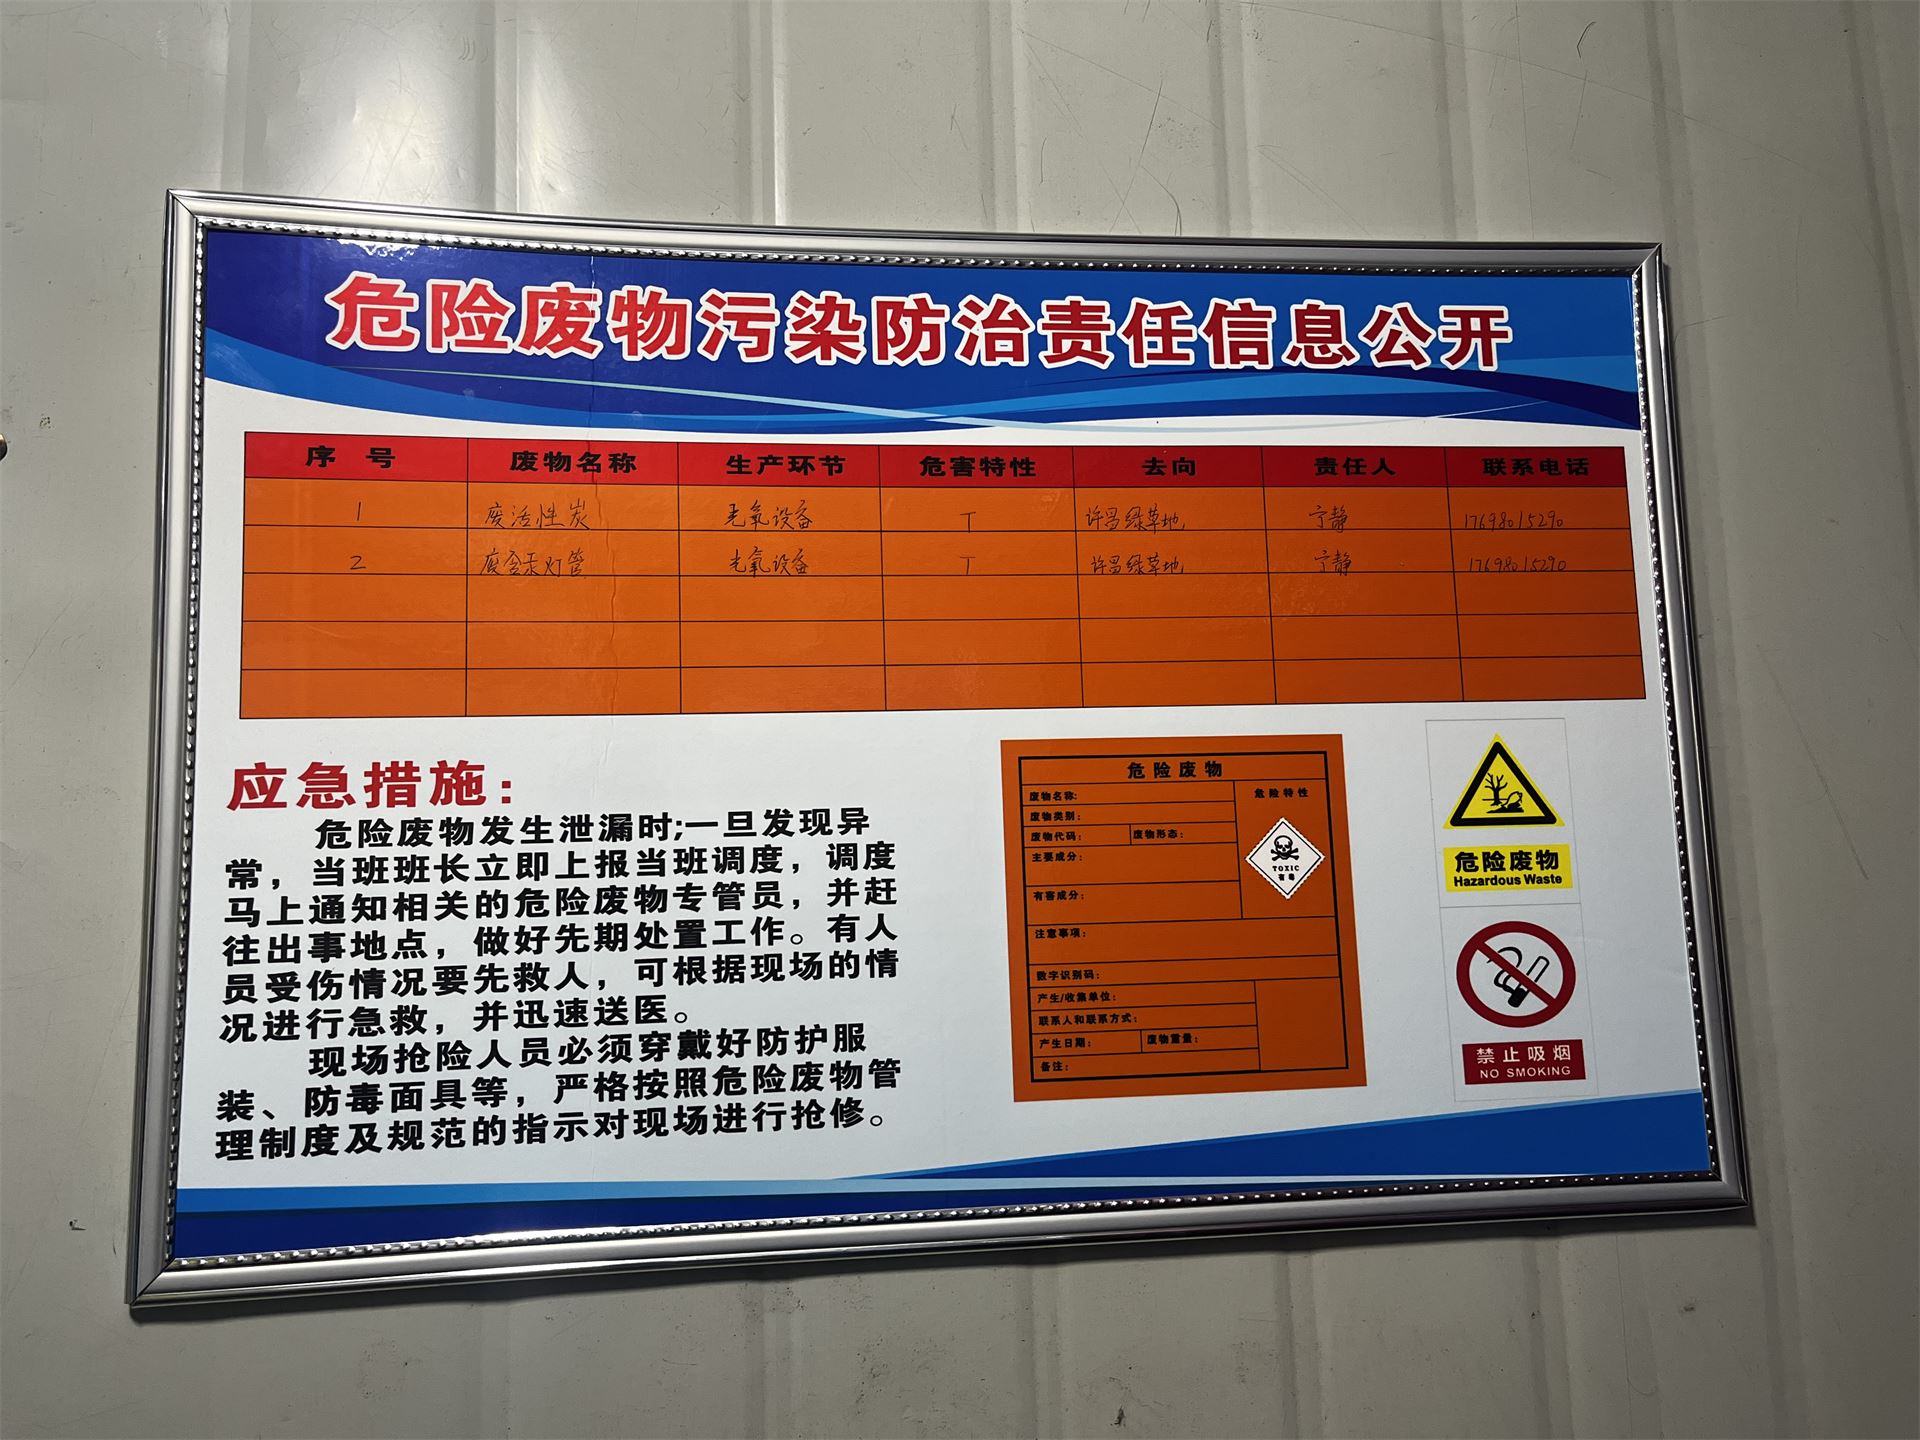 危险废物污染防治责任信息公开
序号 废物名称 生产环节 危害特性 去向 责任人 联系电话
1 废活性炭 光氧设备 T 许昌绿草地 宁静 17698015290
2 废含汞灯管 光氧设备 T 许昌绿草地 宁静 17698015290
应急措施：
危险废物发生泄漏时;一旦发现异
常，当班班长立即上报当班调度，调度
马上通知相关的危险废物专管员，并赶
往出事地点，做好先期处置工作。有人
员受伤情况要先救人，可根据现场的情
况进行急救，并迅速送医。
现场抢险人员必须穿戴好防护服
装、防毒面具等，严格按照危险废物管
理制度及规范的指示对现场进行抢修。
危险废物
废物名称:
危险特性
废物类别:
废物代码: 废物形态:
主要成分:
TOXIC
有毒
有害成分:
注意事项:
数字识别码:
产生/收集单位:
联系人和联系方式:
产生日期: 废物重量:
备注:
危险废物
Hazardous Waste
禁止吸烟
NO SMOKING